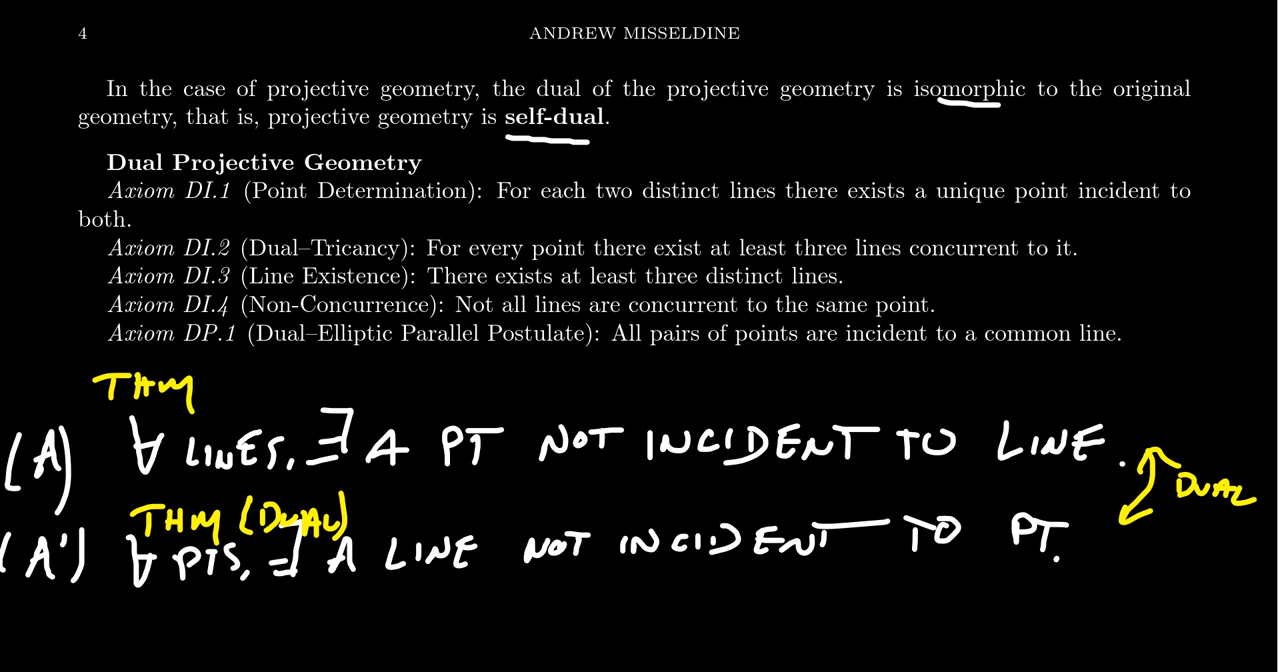 4 ANDREW MISSELDINE
In the case of projective geometry, the dual of the projective geometry is isomorphic to the original
geometry, that is, projective geometry is self-dual.
Dual Projective Geometry
Axiom DI.1 (Point Determination): For each two distinct lines there exists a unique point incident to
both.
Axiom DI.2 (Dual–Tricancy): For every point there exist at least three lines concurrent to it.
Axiom DI.3 (Line Existence): There exists at least three distinct lines.
Axiom DI.4 (Non-Concurrence): Not all lines are concurrent to the same point.
Axiom DP.1 (Dual–Elliptic Parallel Postulate): All pairs of points are incident to a common line.
THM
(A) ∀ LINES, ∃ A PT NOT INCIDENT TO LINE.
DUAL
THM (DUAL)
(A') ∀ PTS, ∃ A LINE NOT INCIDENT TO PT.